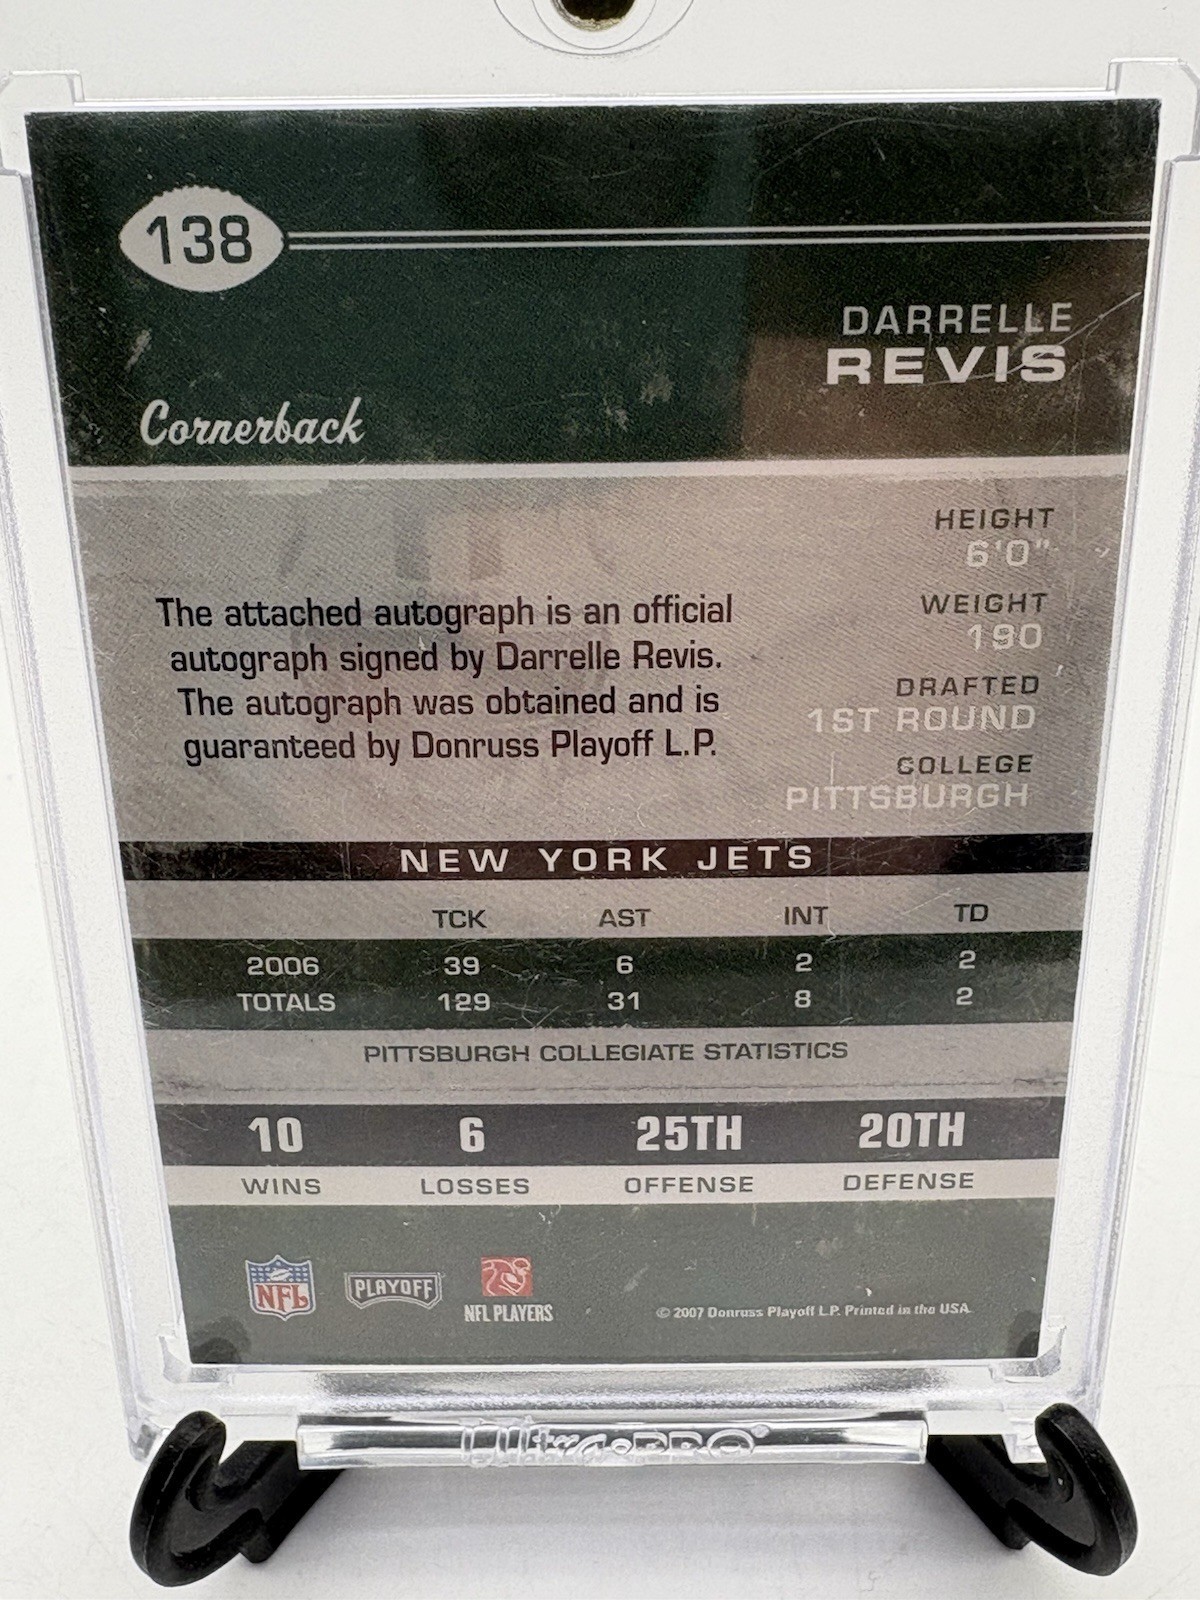 138
DARRELLE
REVIS
Cornerback
HEIGHT
6'0"
WEIGHT
190
DRAFTED
1ST ROUND
COLLEGE
PITTSBURGH
The attached autograph is an official
autograph signed by Darrelle Revis.
The autograph was obtained and is
guaranteed by Donruss Playoff L.P.
NEW YORK JETS
TCK AST INT TD
2006 39 6 2 2
TOTALS 129 31 8 2
PITTSBURGH COLLEGIATE STATISTICS
10 6 25TH 20TH
WINS LOSSES OFFENSE DEFENSE
NFL PLAYOFF NFL PLAYERS
© 2007 Donruss Playoff L.P. Printed in the USA.
Ultra•PRO®